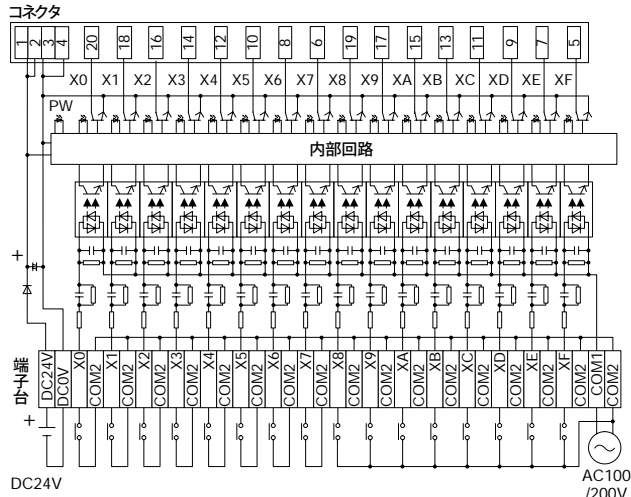 コネクタ
1 2 3 4 20 18 16 14 12 10 8 6 19 17 15 13 11 9 7 5
X0 X1 X2 X3 X4 X5 X6 X7 X8 X9 XA XB XC XD XE XF
PW
内部回路
+
端子台
DC24V DC0V X0 COM2 X1 COM2 X2 COM2 X3 COM2 X4 COM2 X5 COM2 X6 COM2 X7 COM2 X8 COM2 X9 COM2 XA COM2 XB COM2 XC COM2 XD COM2 XE COM2 XF COM2 COM1 COM2
+
DC24V
AC100
/200V